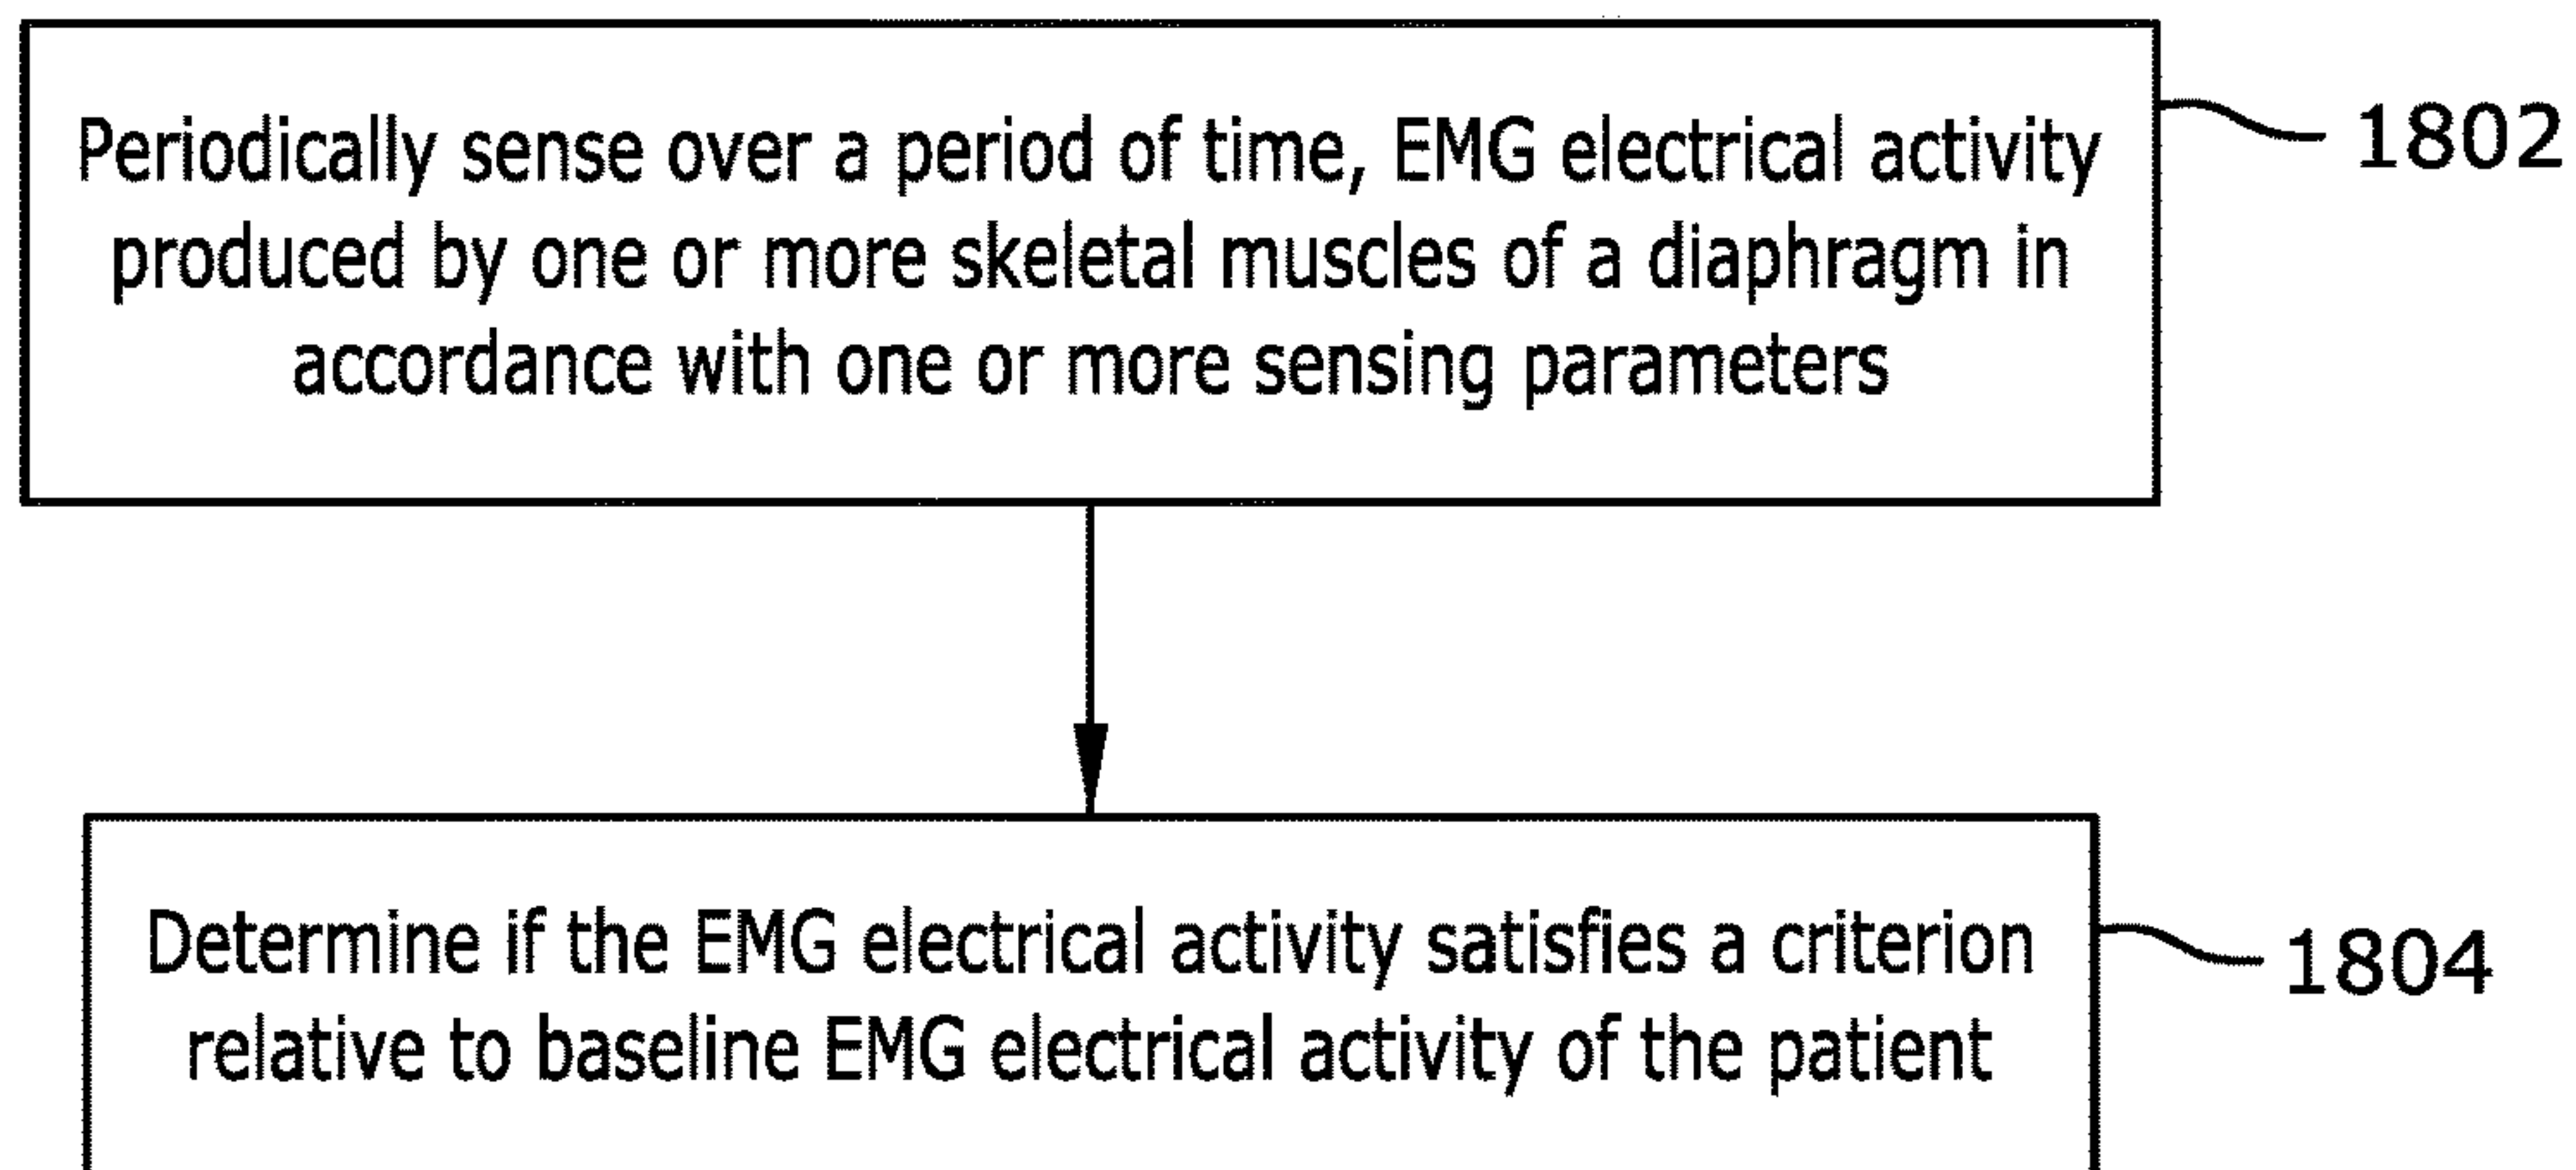 Periodically sense over a period of time, EMG electrical activity
produced by one or more skeletal muscles of a diaphragm in
accordance with one or more sensing parameters
1802
Determine if the EMG electrical activity satisfies a criterion
relative to baseline EMG electrical activity of the patient
1804